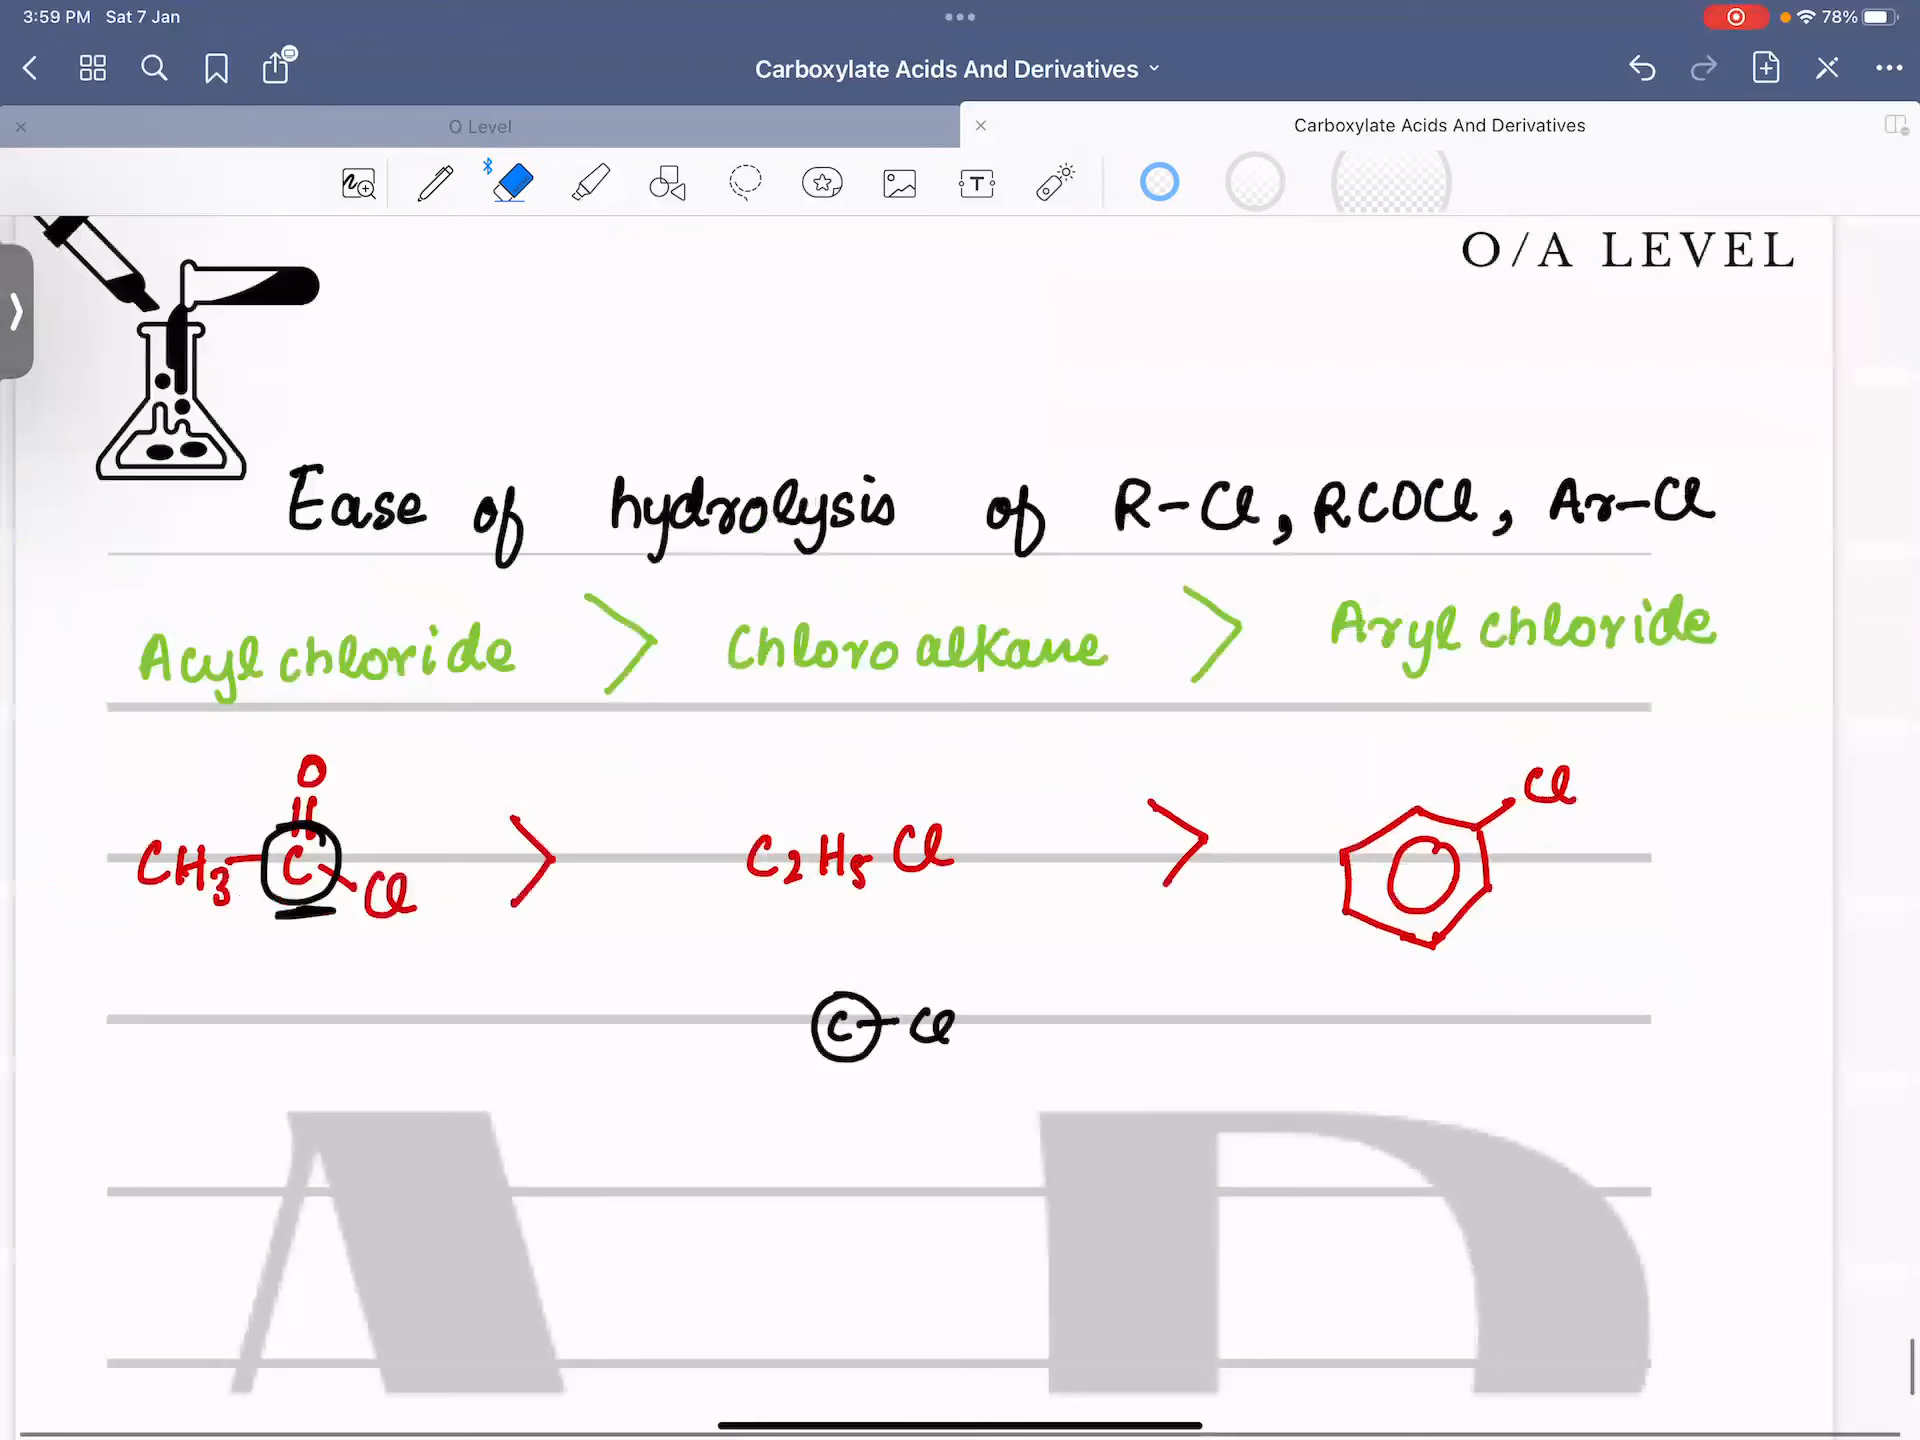 3:59 PM Sat 7 Jan
78%
Carboxylate Acids And Derivatives
O Level
Carboxylate Acids And Derivatives
T
O/A LEVEL
Ease of hydrolysis of R-Cl, RCOCl, Ar-Cl
Acyl chloride > Chloro alkane > Aryl chloride
O
CH3-C-Cl > C2H5Cl > Cl
C-Cl
A D